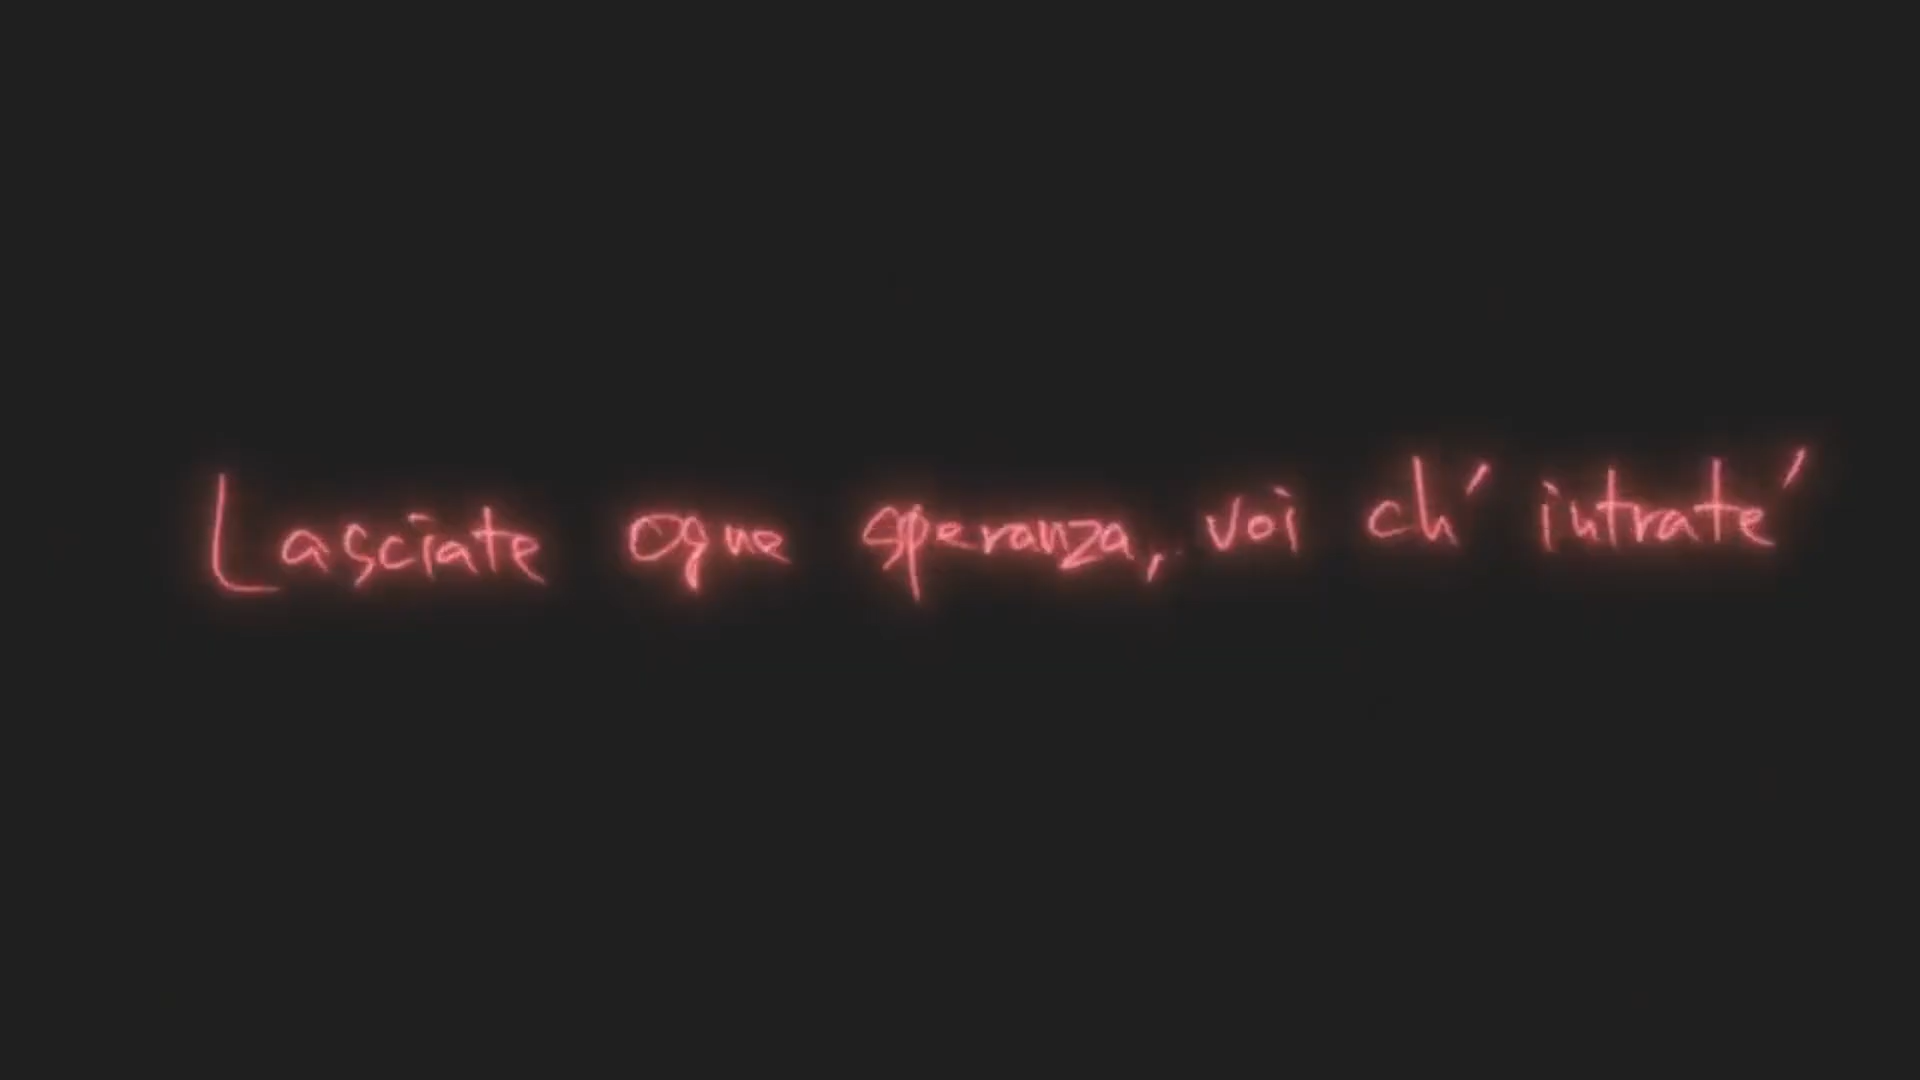 Lasciate ogne speranza, voi ch' intrate'